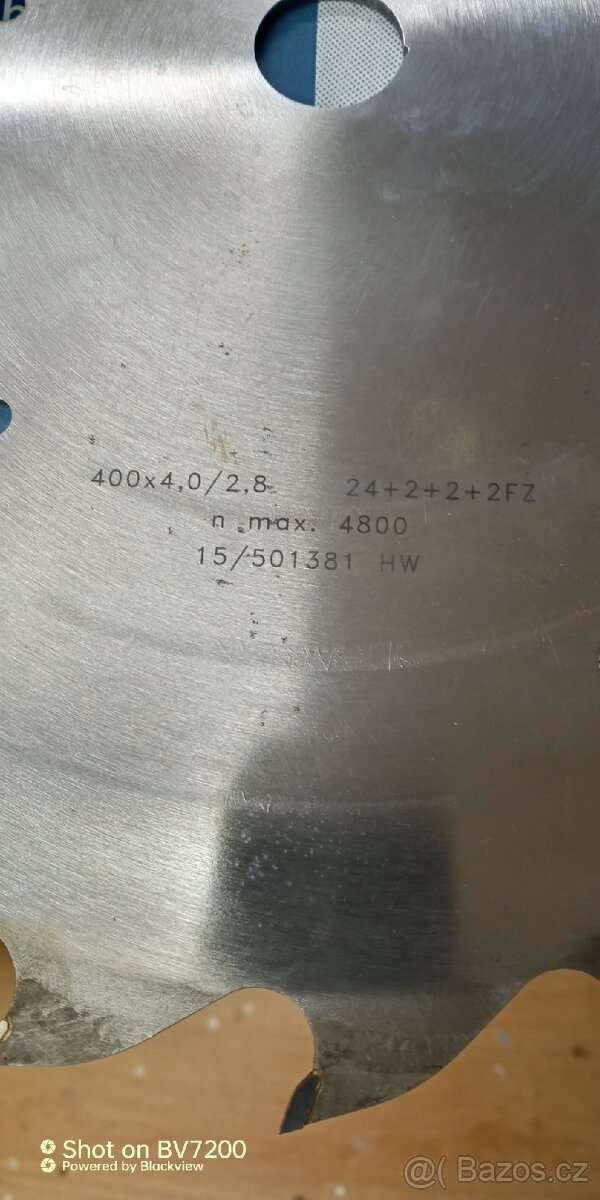 400x4,0/2,8 24+2+2+2FZ
n max. 4800
15/501381 HW
Shot on BV7200
Powered by Blackview
@( Bazos.cz